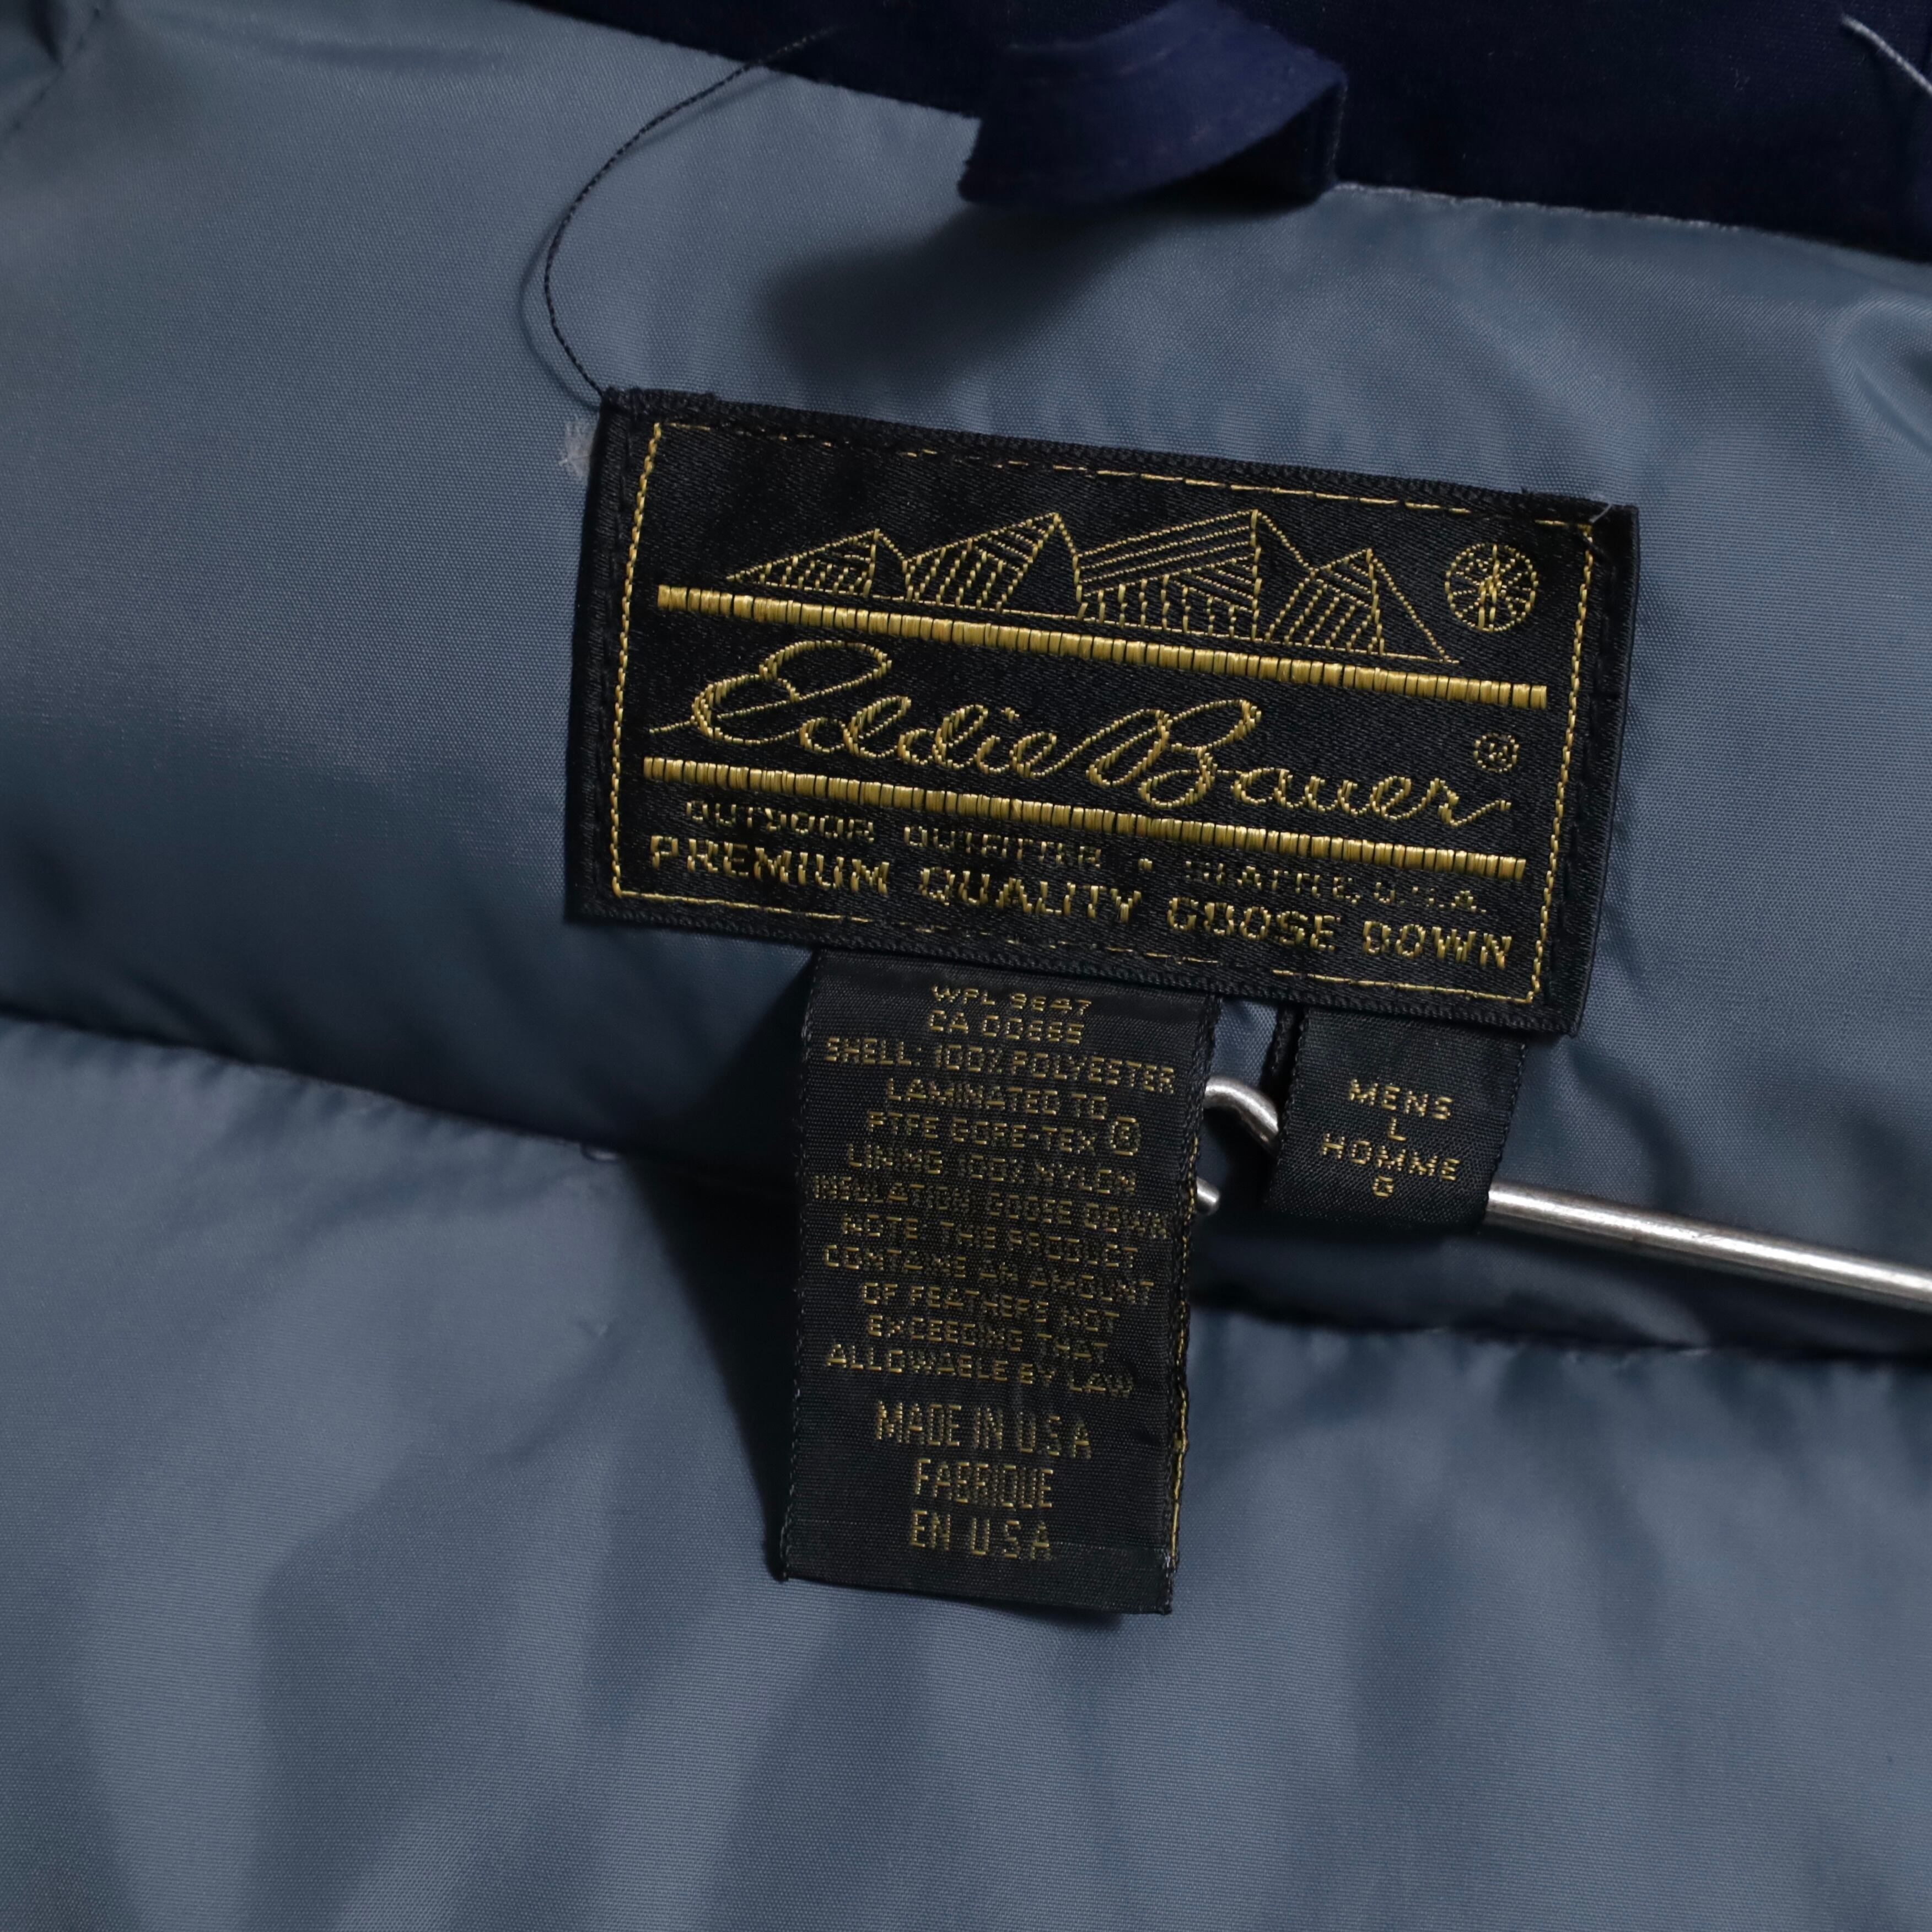 Eddie Bauer ®
OUTDOOR OUTFITTER • SEATTLE, U.S.A.
PREMIUM QUALITY GOOSE DOWN
WPL 9647
CA 00665
SHELL: 100% POLYESTER
LAMINATED TO
PTFE GORE-TEX ®
LINING 100% NYLON
INSULATION: GOOSE DOWN
NOTE: THIS PRODUCT
CONTAINS AN AMOUNT
OF FEATHERS NOT
EXCEEDING THAT
ALLOWABLE BY LAW
MADE IN U.S.A
FABRIQUE
EN U.S.A
MENS
L
HOMME
G